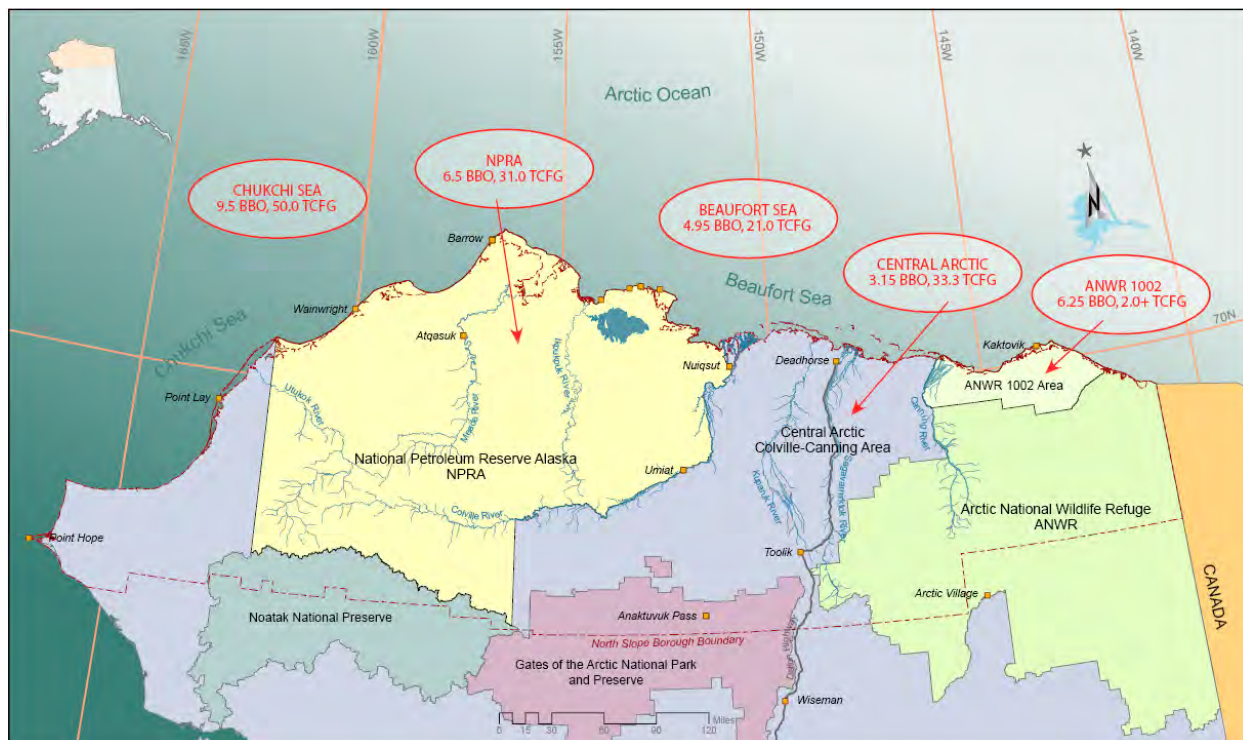 165W
160W
155W
150W
145W
140W
Arctic Ocean
NPRA
6.5 BBO, 31.0 TCFG
CHUKCHI SEA
9.5 BBO, 50.0 TCFG
BEAUFORT SEA
4.95 BBO, 21.0 TCFG
N
CENTRAL ARCTIC
3.15 BBO, 33.3 TCFG
ANWR 1002
6.25 BBO, 2.0+ TCFG
Barrow
Beaufort Sea
Wainwright
70N
Chukchi Sea
Atqasuk
Kaktovik
Nuiqsut
Deadhorse
ANWR 1002 Area
Point Lay
Utukok River
Meade River
Ikpikpuk River
Canning River
Central Arctic
Colville-Canning Area
National Petroleum Reserve Alaska
NPRA
Umiat
Kuparuk River
Sagavanirktok River
Colville River
Arctic National Wildlife Refuge
ANWR
Point Hope
Toolik
CANADA
Arctic Village
Noatak National Preserve
Anaktuvuk Pass
North Slope Borough Boundary
Gates of the Arctic National Park
and Preserve
Dalton Highway
Wiseman
0 15 30 60 90 120
Miles